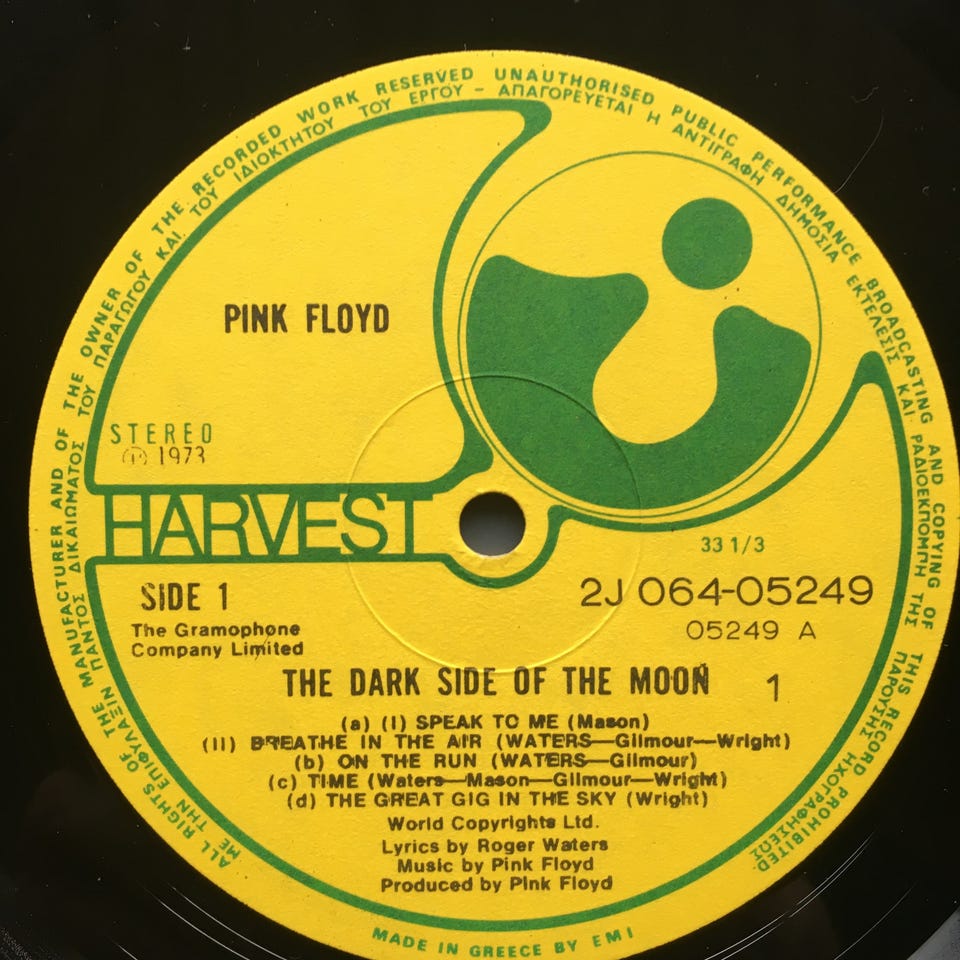 ALL RIGHTS OF THE MANUFACTURER AND OF THE OWNER OF THE RECORDED WORK RESERVED UNAUTHORISED PUBLIC PERFORMANCE BROADCASTING AND COPYING OF THIS RECORD PROHIBITED
ΜΕ ΤΗΝ ΕΠΙΦΥΛΑΞΙΝ ΠΑΝΤΟΣ ΔΙΚΑΙΩΜΑΤΟΣ ΤΟΥ ΠΑΡΑΓΩΓΟΥ ΚΑΙ ΤΟΥ ΙΔΙΟΚΤΗΤΟΥ ΤΟΥ ΕΡΓΟΥ - ΑΠΑΓΟΡΕΥΕΤΑΙ Η ΑΝΤΙΓΡΑΦΗ ΔΗΜΟΣΙΑ ΕΚΤΕΛΕΣΙΣ ΚΑΙ ΡΑΔΙΟΕΚΠΟΜΠΗ ΤΗΣ ΠΑΡΟΥΣΗΣ ΗΧΟΓΡΑΦΗΣΕΩΣ
PINK FLOYD
STEREO
Ⓟ 1973
HARVEST
33 1/3
SIDE 1
2J 064-05249
The Gramophone
05249 A
Company Limited
THE DARK SIDE OF THE MOON 1
(a) (I) SPEAK TO ME (Mason)
(II) BREATHE IN THE AIR (WATERS—Gilmour—Wright)
(b) ON THE RUN (WATERS—Gilmour)
(c) TIME (Waters—Mason—Gilmour—Wright)
(d) THE GREAT GIG IN THE SKY (Wright)
World Copyrights Ltd.
Lyrics by Roger Waters
Music by Pink Floyd
Produced by Pink Floyd
MADE IN GREECE BY EMI